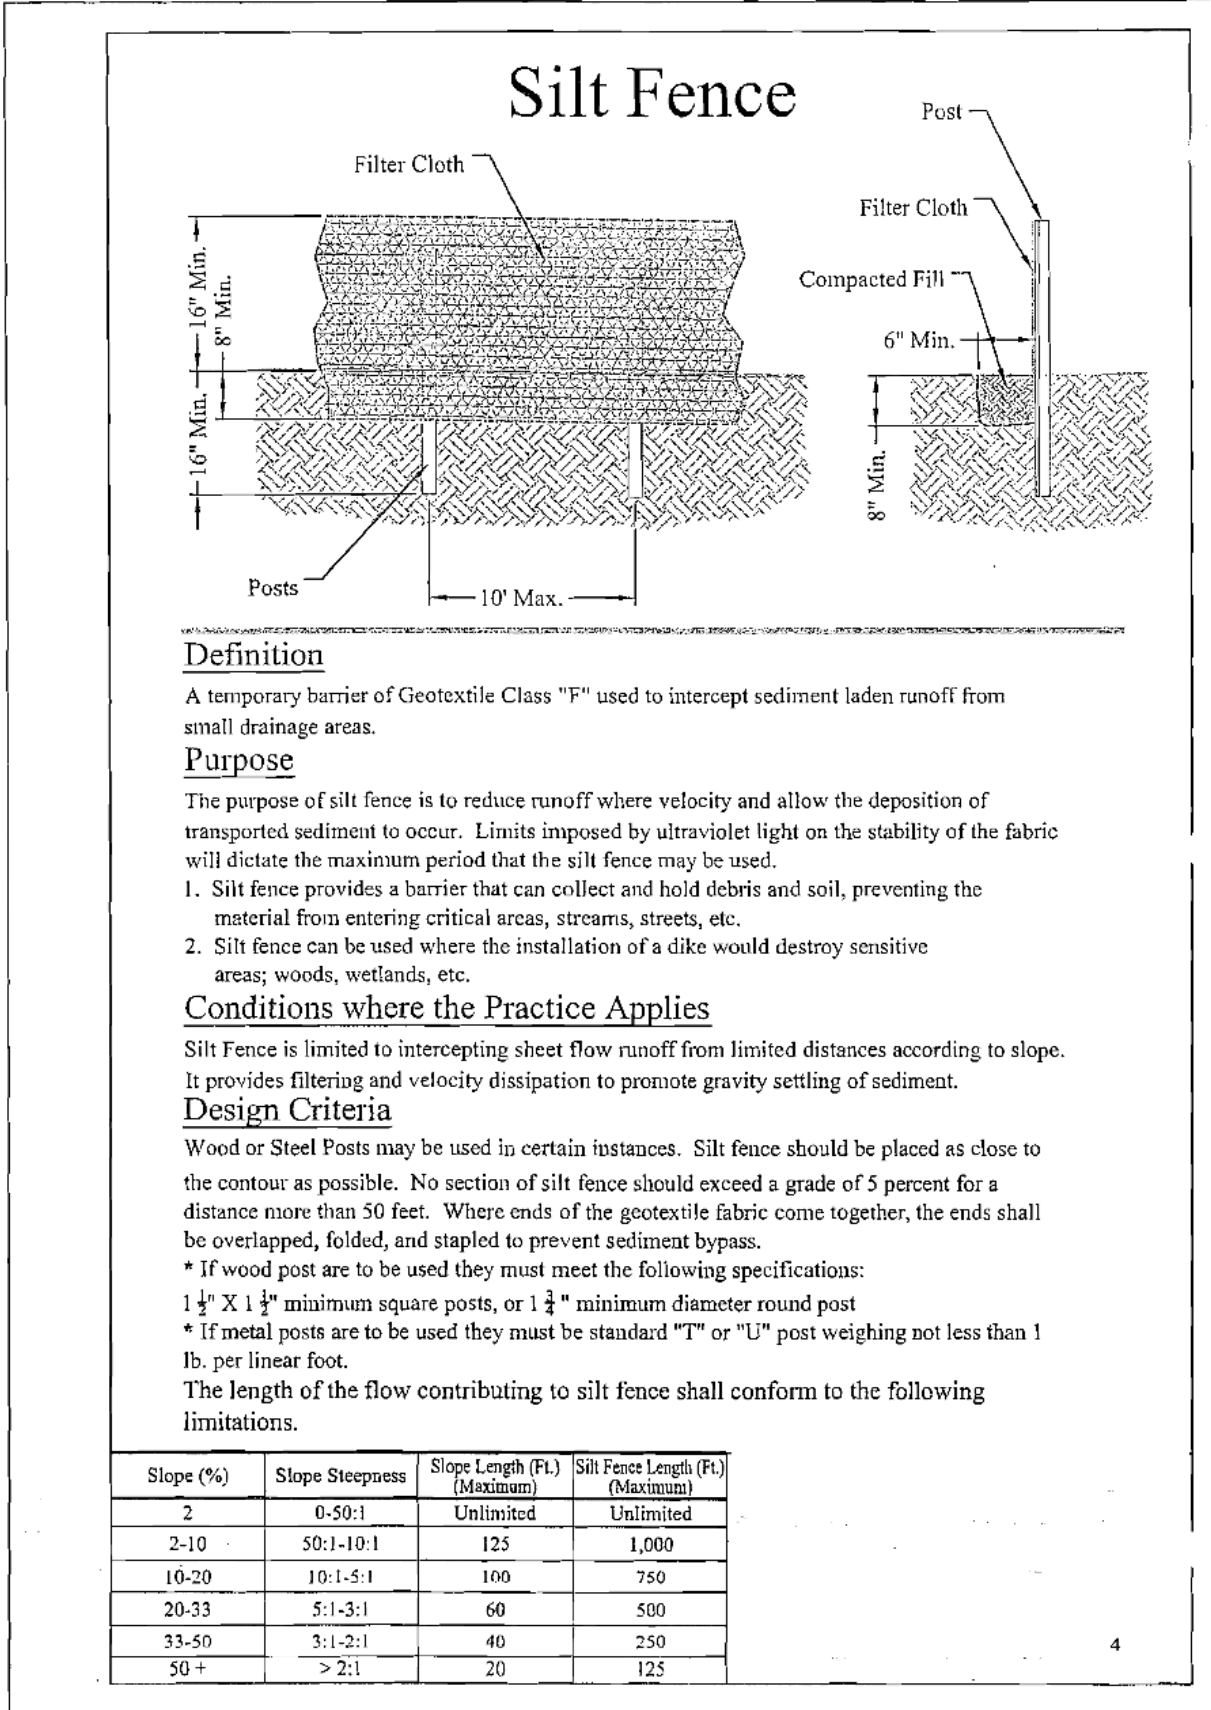 Silt Fence
Post
Filter Cloth
Filter Cloth
Compacted Fill
6" Min.
16" Min.
8" Min.
16" Min.
8" Min.
Posts
10' Max.
Definition
A temporary barrier of Geotextile Class "F" used to intercept sediment laden runoff from
small drainage areas.
Purpose
The purpose of silt fence is to reduce runoff where velocity and allow the deposition of
transported sediment to occur. Limits imposed by ultraviolet light on the stability of the fabric
will dictate the maximum period that the silt fence may be used.
1. Silt fence provides a barrier that can collect and hold debris and soil, preventing the
material from entering critical areas, streams, streets, etc.
2. Silt fence can be used where the installation of a dike would destroy sensitive
areas; woods, wetlands, etc.
Conditions where the Practice Applies
Silt Fence is limited to intercepting sheet flow runoff from limited distances according to slope.
It provides filtering and velocity dissipation to promote gravity settling of sediment.
Design Criteria
Wood or Steel Posts may be used in certain instances. Silt fence should be placed as close to
the contour as possible. No section of silt fence should exceed a grade of 5 percent for a
distance more than 50 feet. Where ends of the geotextile fabric come together, the ends shall
be overlapped, folded, and stapled to prevent sediment bypass.
* If wood post are to be used they must meet the following specifications:
1 ½" X 1 ½" minimum square posts, or 1 ¾ " minimum diameter round post
* If metal posts are to be used they must be standard "T" or "U" post weighing not less than 1
lb. per linear foot.
The length of the flow contributing to silt fence shall conform to the following
limitations.
Slope (%) Slope Steepness Slope Length (Ft.) (Maximum) Silt Fence Length (Ft.) (Maximum)
2 0-50:1 Unlimited Unlimited
2-10 50:1-10:1 125 1,000
10-20 10:1-5:1 100 750
20-33 5:1-3:1 60 500
33-50 3:1-2:1 40 250
50 + > 2:1 20 125
4